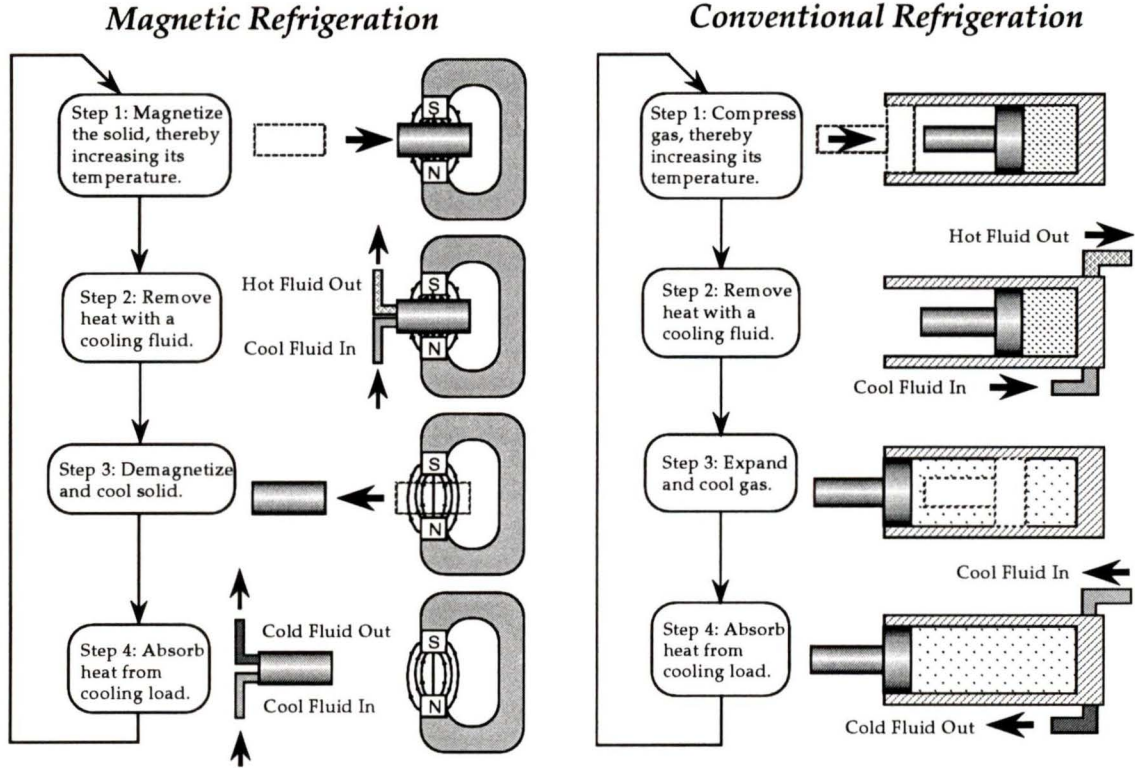 Magnetic Refrigeration
Step 1: Magnetize
the solid, thereby
increasing its
temperature.
S
N
Step 2: Remove
heat with a
cooling fluid.
Hot Fluid Out
Cool Fluid In
S
N
Step 3: Demagnetize
and cool solid.
S
N
Step 4: Absorb
heat from
cooling load.
Cold Fluid Out
Cool Fluid In
S
N
Conventional Refrigeration
Step 1: Compress
gas, thereby
increasing its
temperature.
Hot Fluid Out
Step 2: Remove
heat with a
cooling fluid.
Cool Fluid In
Step 3: Expand
and cool gas.
Cool Fluid In
Step 4: Absorb
heat from
cooling load.
Cold Fluid Out